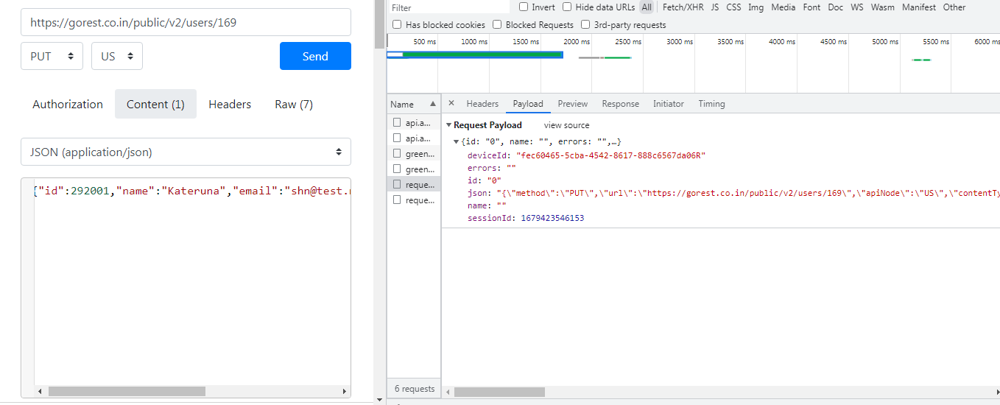 https://gorest.co.in/public/v2/users/169
PUT
US
Send
Authorization
Content (1)
Headers
Raw (7)
JSON (application/json)
{"id":292001,"name":"Kateruna","email":"shn@test.
Filter
Invert
Hide data URLs
All
Fetch/XHR
JS
CSS
Img
Media
Font
Doc
WS
Wasm
Manifest
Other
Has blocked cookies
Blocked Requests
3rd-party requests
500 ms
1000 ms
1500 ms
2000 ms
2500 ms
3000 ms
3500 ms
4000 ms
4500 ms
5000 ms
5500 ms
6000 ms
Name
api.a...
api.a...
green...
green...
reque...
reque...
6 requests
Headers
Payload
Preview
Response
Initiator
Timing
Request Payload view source
{id: "0", name: "", errors: "",...}
deviceId: "fec60465-5cba-4542-8617-888c6567da06R"
errors: ""
id: "0"
json: "{\"method\":\"PUT\",\"url\":\"https://gorest.co.in/public/v2/users/169\",\"apiNode\":\"US\",\"contentTy
name: ""
sessionId: 1679423546153